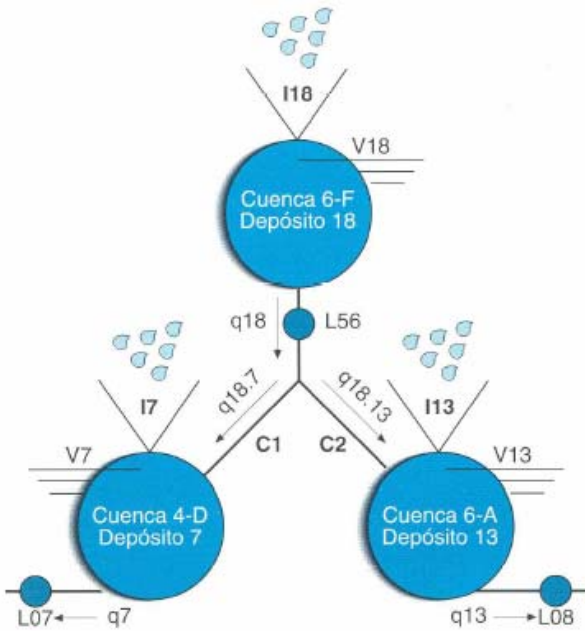 I18
V18
Cuenca 6-F
Depósito 18
q18
L56
q18.7
q18.13
I7
I13
C1
C2
V7
V13
Cuenca 4-D
Depósito 7
Cuenca 6-A
Depósito 13
L07
q7
q13
L08